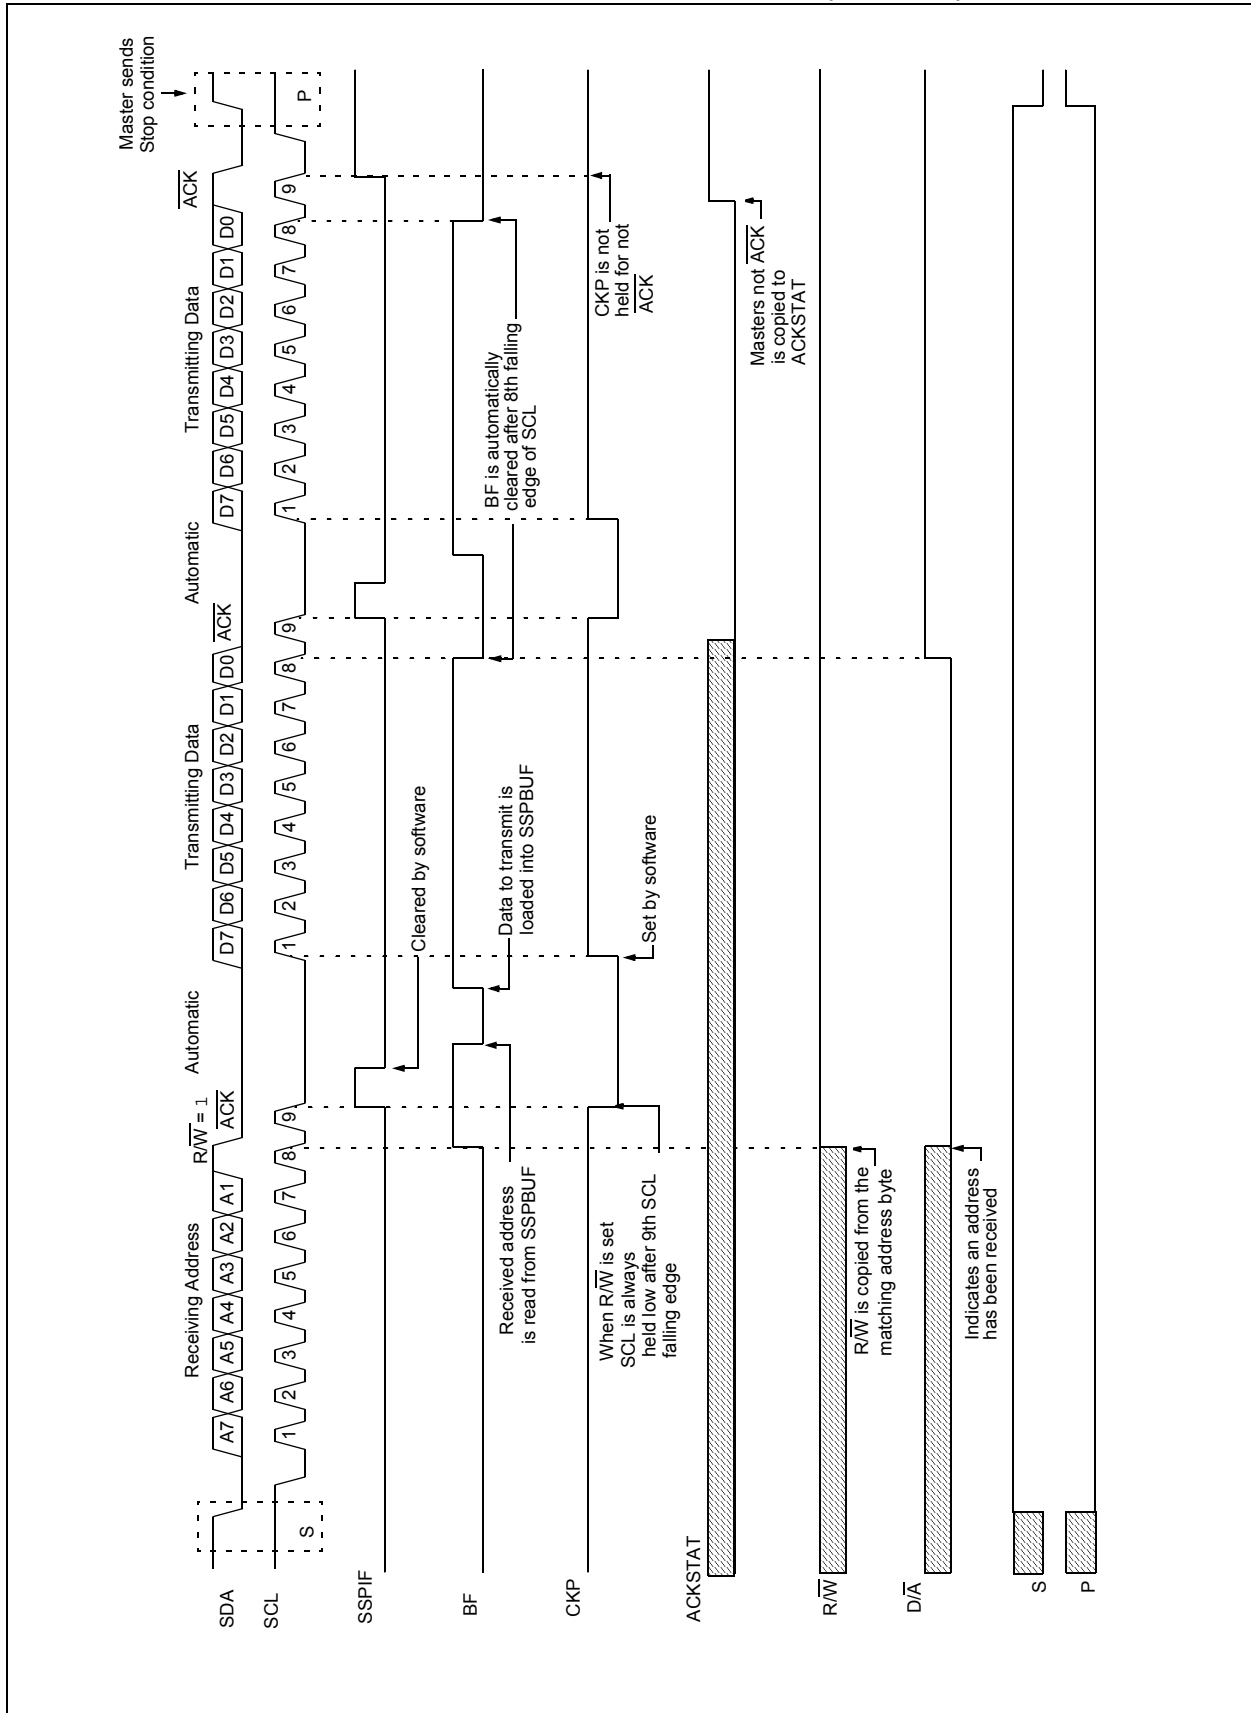 Master sends
Stop condition
Receiving Address
R/W = 1
Automatic
Transmitting Data
Automatic
Transmitting Data
ACK
ACK
ACK
SDA
A7 A6 A5 A4 A3 A2 A1
D7 D6 D5 D4 D3 D2 D1 D0
D7 D6 D5 D4 D3 D2 D1 D0
SCL
S
1 2 3 4 5 6 7 8 9
1 2 3 4 5 6 7 8 9
1 2 3 4 5 6 7 8 9
P
SSPIF
Cleared by software
BF
Received address
is read from SSPBUF
Data to transmit is
loaded into SSPBUF
BF is automatically
cleared after 8th falling
edge of SCL
CKP
When R/W is set
SCL is always
held low after 9th SCL
falling edge
Set by software
CKP is not
held for not
ACK
ACKSTAT
Masters not ACK
is copied to
ACKSTAT
R/W
R/W is copied from the
matching address byte
D/A
Indicates an address
has been received
S
P